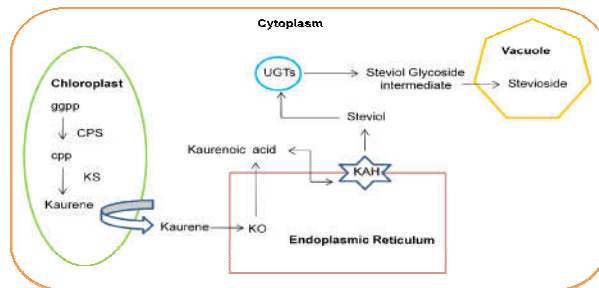 Cytoplasm
Chloroplast
ggpp
CPS
cpp
KS
Kaurene
Kaurene
KO
Kaurenoic acid
KAH
Endoplasmic Reticulum
Steviol
UGTs
Steviol Glycoside
intermediate
Vacuole
Stevioside